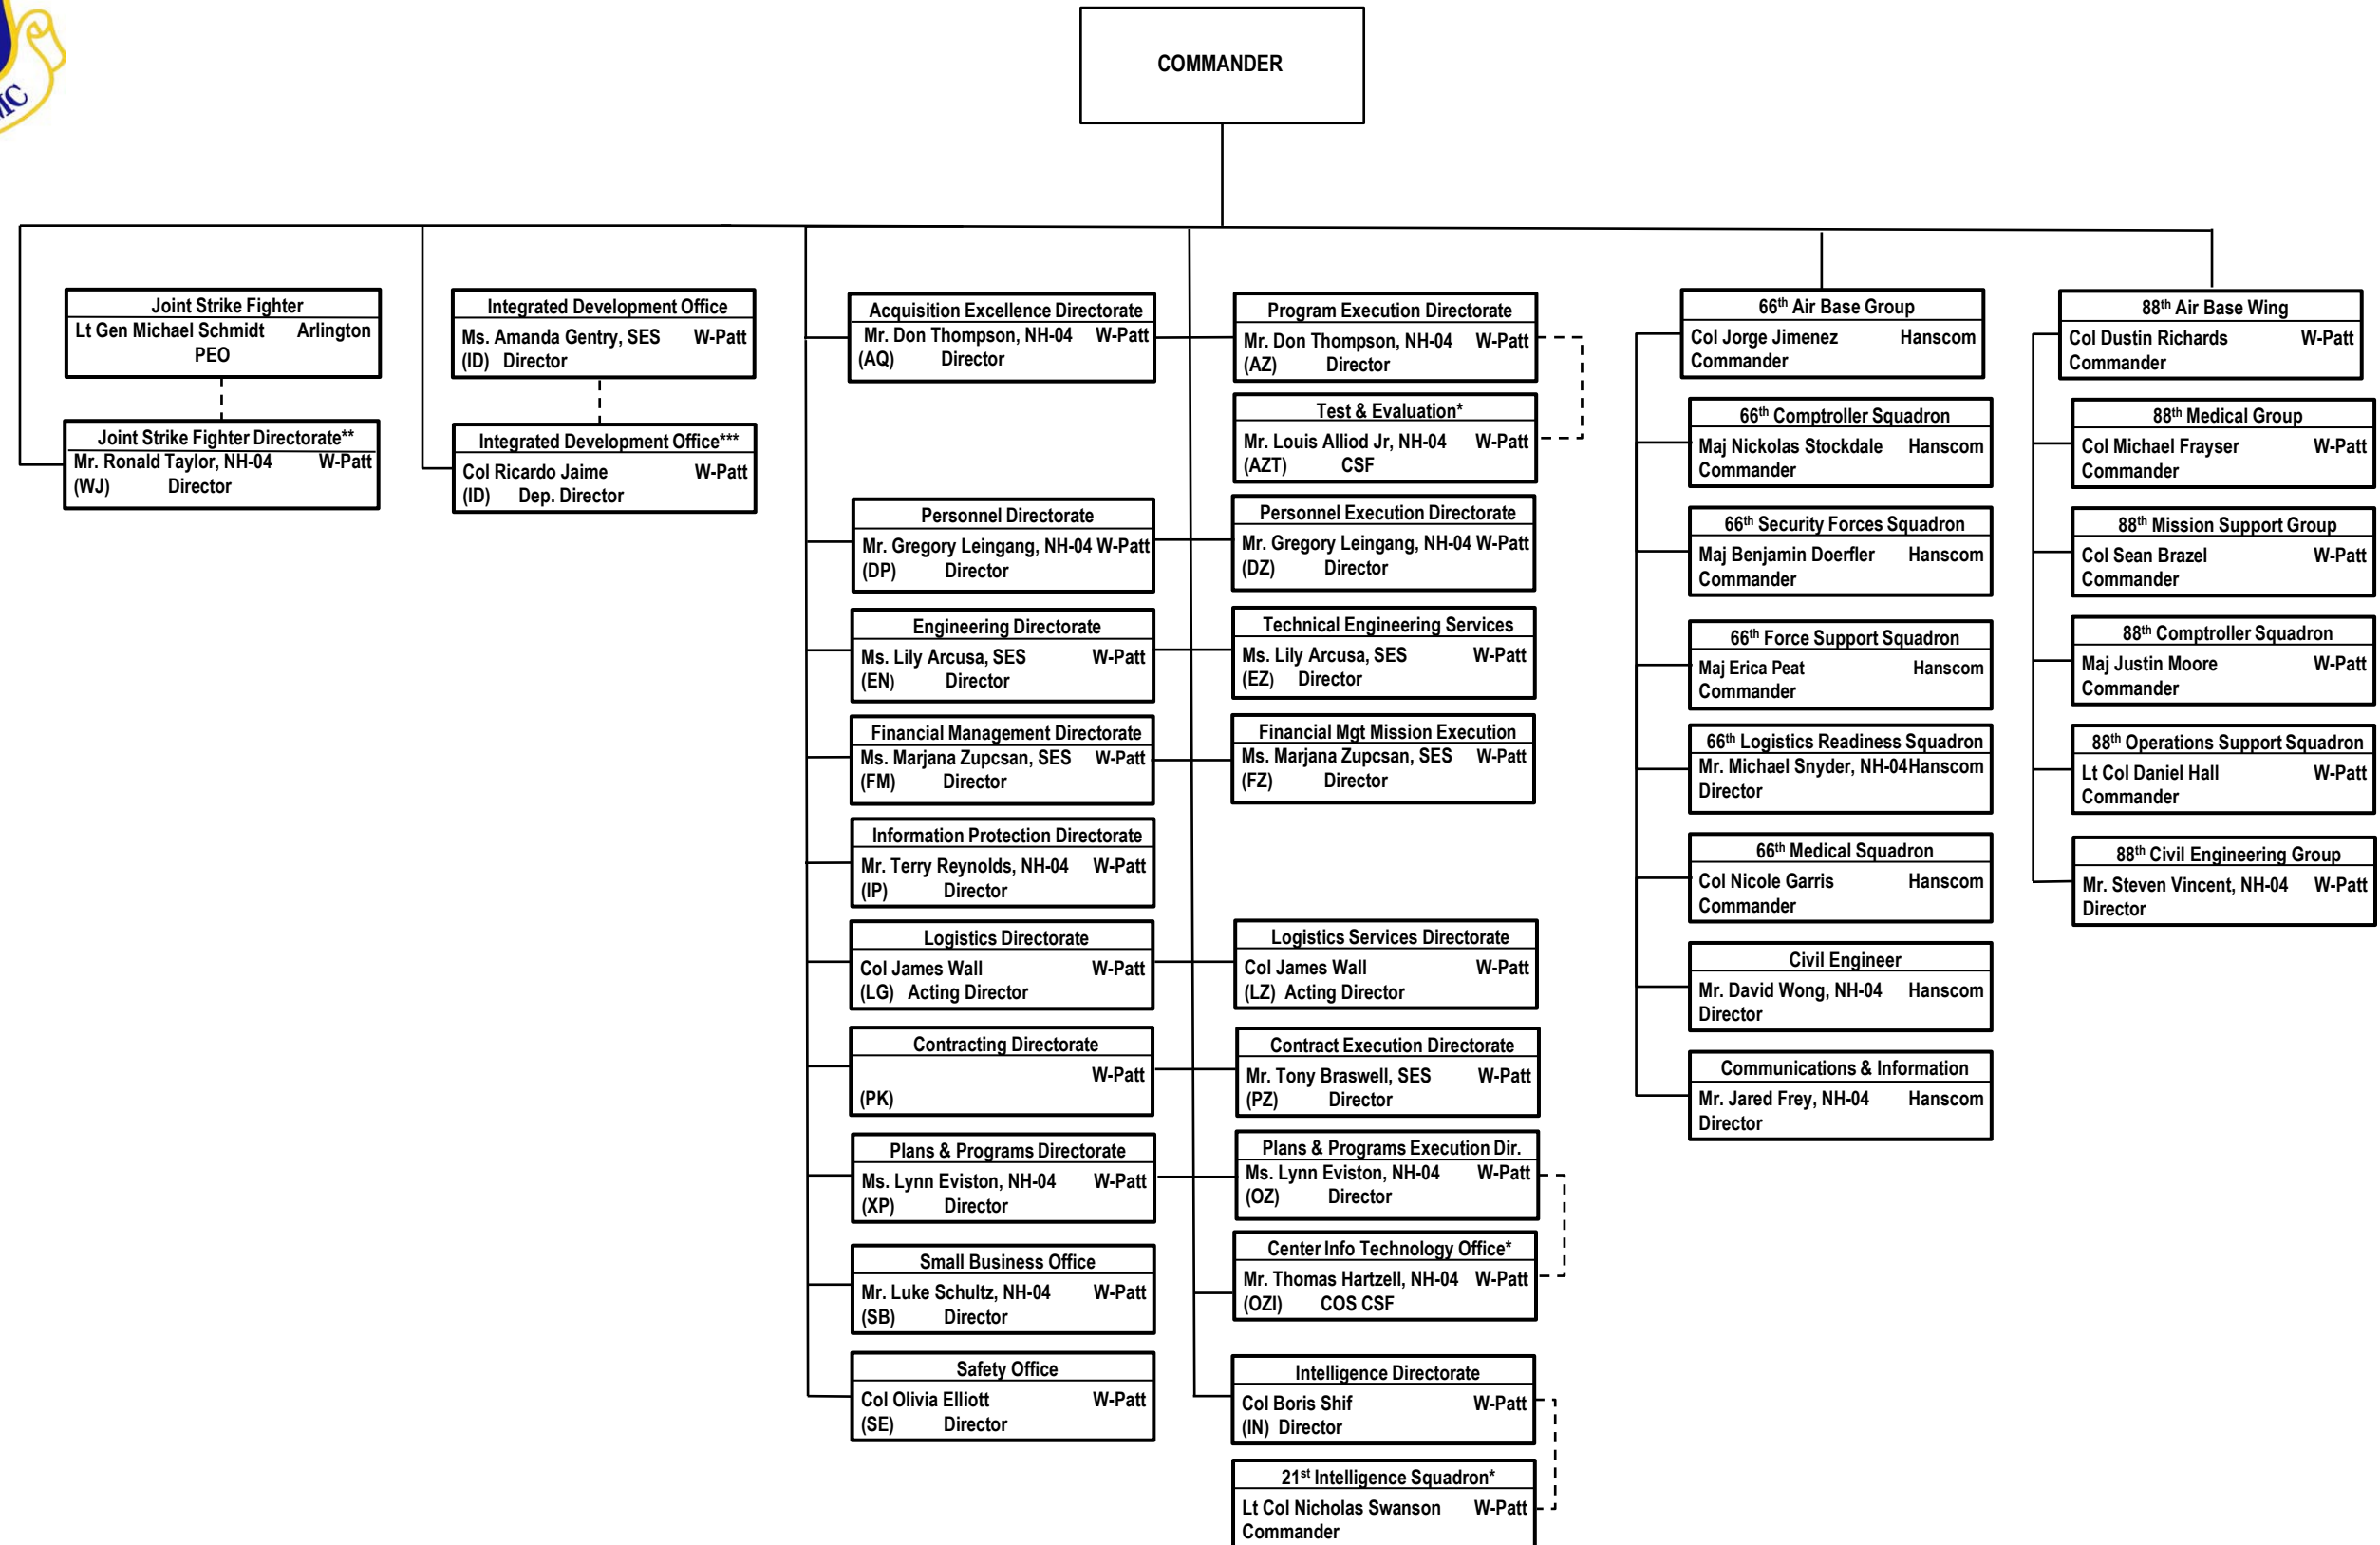 MC
COMMANDER
Joint Strike Fighter
Lt Gen Michael Schmidt Arlington
PEO
Joint Strike Fighter Directorate**
Mr. Ronald Taylor, NH-04 W-Patt
(WJ) Director
Integrated Development Office
Ms. Amanda Gentry, SES W-Patt
(ID) Director
Integrated Development Office***
Col Ricardo Jaime W-Patt
(ID) Dep. Director
Acquisition Excellence Directorate
Mr. Don Thompson, NH-04 W-Patt
(AQ) Director
Personnel Directorate
Mr. Gregory Leingang, NH-04 W-Patt
(DP) Director
Engineering Directorate
Ms. Lily Arcusa, SES W-Patt
(EN) Director
Financial Management Directorate
Ms. Marjana Zupcsan, SES W-Patt
(FM) Director
Information Protection Directorate
Mr. Terry Reynolds, NH-04 W-Patt
(IP) Director
Logistics Directorate
Col James Wall W-Patt
(LG) Acting Director
Contracting Directorate
W-Patt
(PK)
Plans & Programs Directorate
Ms. Lynn Eviston, NH-04 W-Patt
(XP) Director
Small Business Office
Mr. Luke Schultz, NH-04 W-Patt
(SB) Director
Safety Office
Col Olivia Elliott W-Patt
(SE) Director
Program Execution Directorate
Mr. Don Thompson, NH-04 W-Patt
(AZ) Director
Test & Evaluation*
Mr. Louis Alliod Jr, NH-04 W-Patt
(AZT) CSF
Personnel Execution Directorate
Mr. Gregory Leingang, NH-04 W-Patt
(DZ) Director
Technical Engineering Services
Ms. Lily Arcusa, SES W-Patt
(EZ) Director
Financial Mgt Mission Execution
Ms. Marjana Zupcsan, SES W-Patt
(FZ) Director
Logistics Services Directorate
Col James Wall W-Patt
(LZ) Acting Director
Contract Execution Directorate
Mr. Tony Braswell, SES W-Patt
(PZ) Director
Plans & Programs Execution Dir.
Ms. Lynn Eviston, NH-04 W-Patt
(OZ) Director
Center Info Technology Office*
Mr. Thomas Hartzell, NH-04 W-Patt
(OZI) COS CSF
Intelligence Directorate
Col Boris Shif W-Patt
(IN) Director
21st Intelligence Squadron*
Lt Col Nicholas Swanson W-Patt
Commander
66th Air Base Group
Col Jorge Jimenez Hanscom
Commander
66th Comptroller Squadron
Maj Nickolas Stockdale Hanscom
Commander
66th Security Forces Squadron
Maj Benjamin Doerfler Hanscom
Commander
66th Force Support Squadron
Maj Erica Peat Hanscom
Commander
66th Logistics Readiness Squadron
Mr. Michael Snyder, NH-04Hanscom
Director
66th Medical Squadron
Col Nicole Garris Hanscom
Commander
Civil Engineer
Mr. David Wong, NH-04 Hanscom
Director
Communications & Information
Mr. Jared Frey, NH-04 Hanscom
Director
88th Air Base Wing
Col Dustin Richards W-Patt
Commander
88th Medical Group
Col Michael Frayser W-Patt
Commander
88th Mission Support Group
Col Sean Brazel W-Patt
Commander
88th Comptroller Squadron
Maj Justin Moore W-Patt
Commander
88th Operations Support Squadron
Lt Col Daniel Hall W-Patt
Commander
88th Civil Engineering Group
Mr. Steven Vincent, NH-04 W-Patt
Director